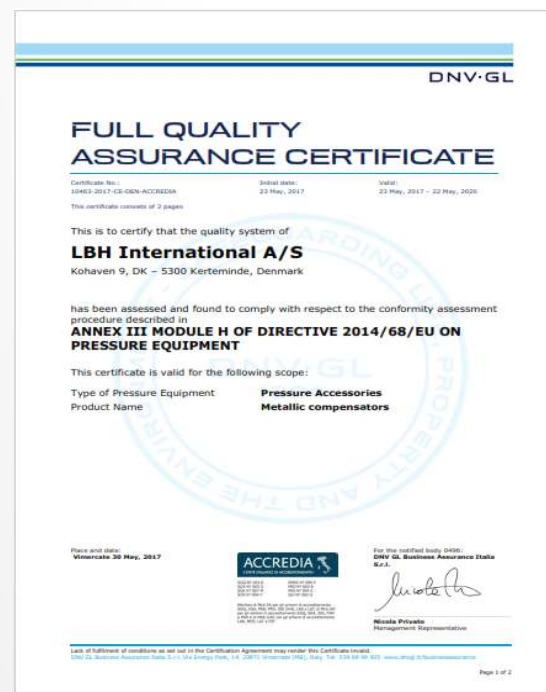 DNV·GL
FULL QUALITY
ASSURANCE CERTIFICATE
Certificate No.: Initial date: Valid:
10463-2017-CE-DEN-ACCREDIA 23 May, 2017 23 May, 2017 – 22 May, 2020
This certificate consists of 2 pages
This is to certify that the quality system of
LBH International A/S
Kohaven 9, DK – 5300 Kerteminde, Denmark
has been assessed and found to comply with respect to the conformity assessment
procedure described in
ANNEX III MODULE H OF DIRECTIVE 2014/68/EU ON
PRESSURE EQUIPMENT
This certificate is valid for the following scope:
Type of Pressure Equipment Pressure Accessories
Product Name Metallic compensators
Place and date:
Vimercate 30 May, 2017
ACCREDIA
For the notified body 0496:
DNV GL Business Assurance Italia
S.r.l.
Nicola Privato
Management Representative
Lack of fulfilment of conditions as set out in the Certification Agreement may render this Certificate invalid.
Page 1 of 2